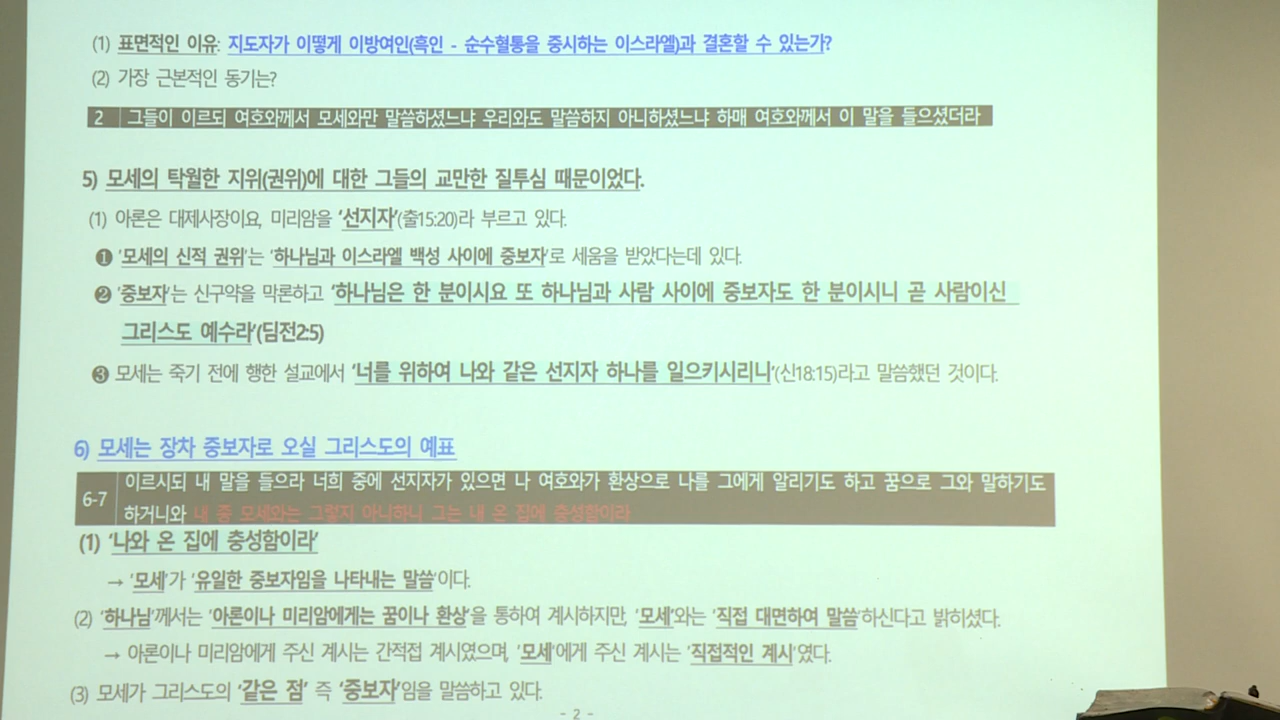 (1) 표면적인 이유: 지도자가 이떻게 이방여인(흑인 - 순수혈통을 중시하는 이스라엘)과 결혼할 수 있는가?
(2) 가장 근본적인 동기는?
2 그들이 이르되 여호와께서 모세와만 말씀하셨느냐 우리와도 말씀하지 아니하셨느냐 하매 여호와께서 이 말을 들으셨더라
5) 모세의 탁월한 지위(권위)에 대한 그들의 교만한 질투심 때문이었다.
(1) 아론은 대제사장이요, 미리암을 '선지자'(출15:20)라 부르고 있다.
❶ '모세의 신적 권위'는 '하나님과 이스라엘 백성 사이에 중보자'로 세움을 받았다는데 있다.
❷ '중보자'는 신구약을 막론하고 '하나님은 한 분이시요 또 하나님과 사람 사이에 중보자도 한 분이시니 곧 사람이신
그리스도 예수라'(딤전2:5)
❸ 모세는 죽기 전에 행한 설교에서 '너를 위하여 나와 같은 선지자 하나를 일으키시리니'(신18:15)라고 말씀했던 것이다.
6) 모세는 장차 중보자로 오실 그리스도의 예표
6-7 이르시되 내 말을 들으라 너희 중에 선지자가 있으면 나 여호와가 환상으로 나를 그에게 알리기도 하고 꿈으로 그와 말하기도
하거니와 내 종 모세와는 그렇지 아니하니 그는 내 온 집에 충성함이라
(1) '나와 온 집에 충성함이라'
→ '모세'가 '유일한 중보자임을 나타내는 말씀'이다.
(2) '하나님'께서는 '아론이나 미리암에게는 꿈이나 환상'을 통하여 계시하지만, '모세'와는 '직접 대면하여 말씀'하신다고 밝히셨다.
→ 아론이나 미리암에게 주신 계시는 간적접 계시였으며, '모세'에게 주신 계시는 '직접적인 계시'였다.
(3) 모세가 그리스도의 '같은 점' 즉 '중보자'임을 말씀하고 있다.
- 2 -